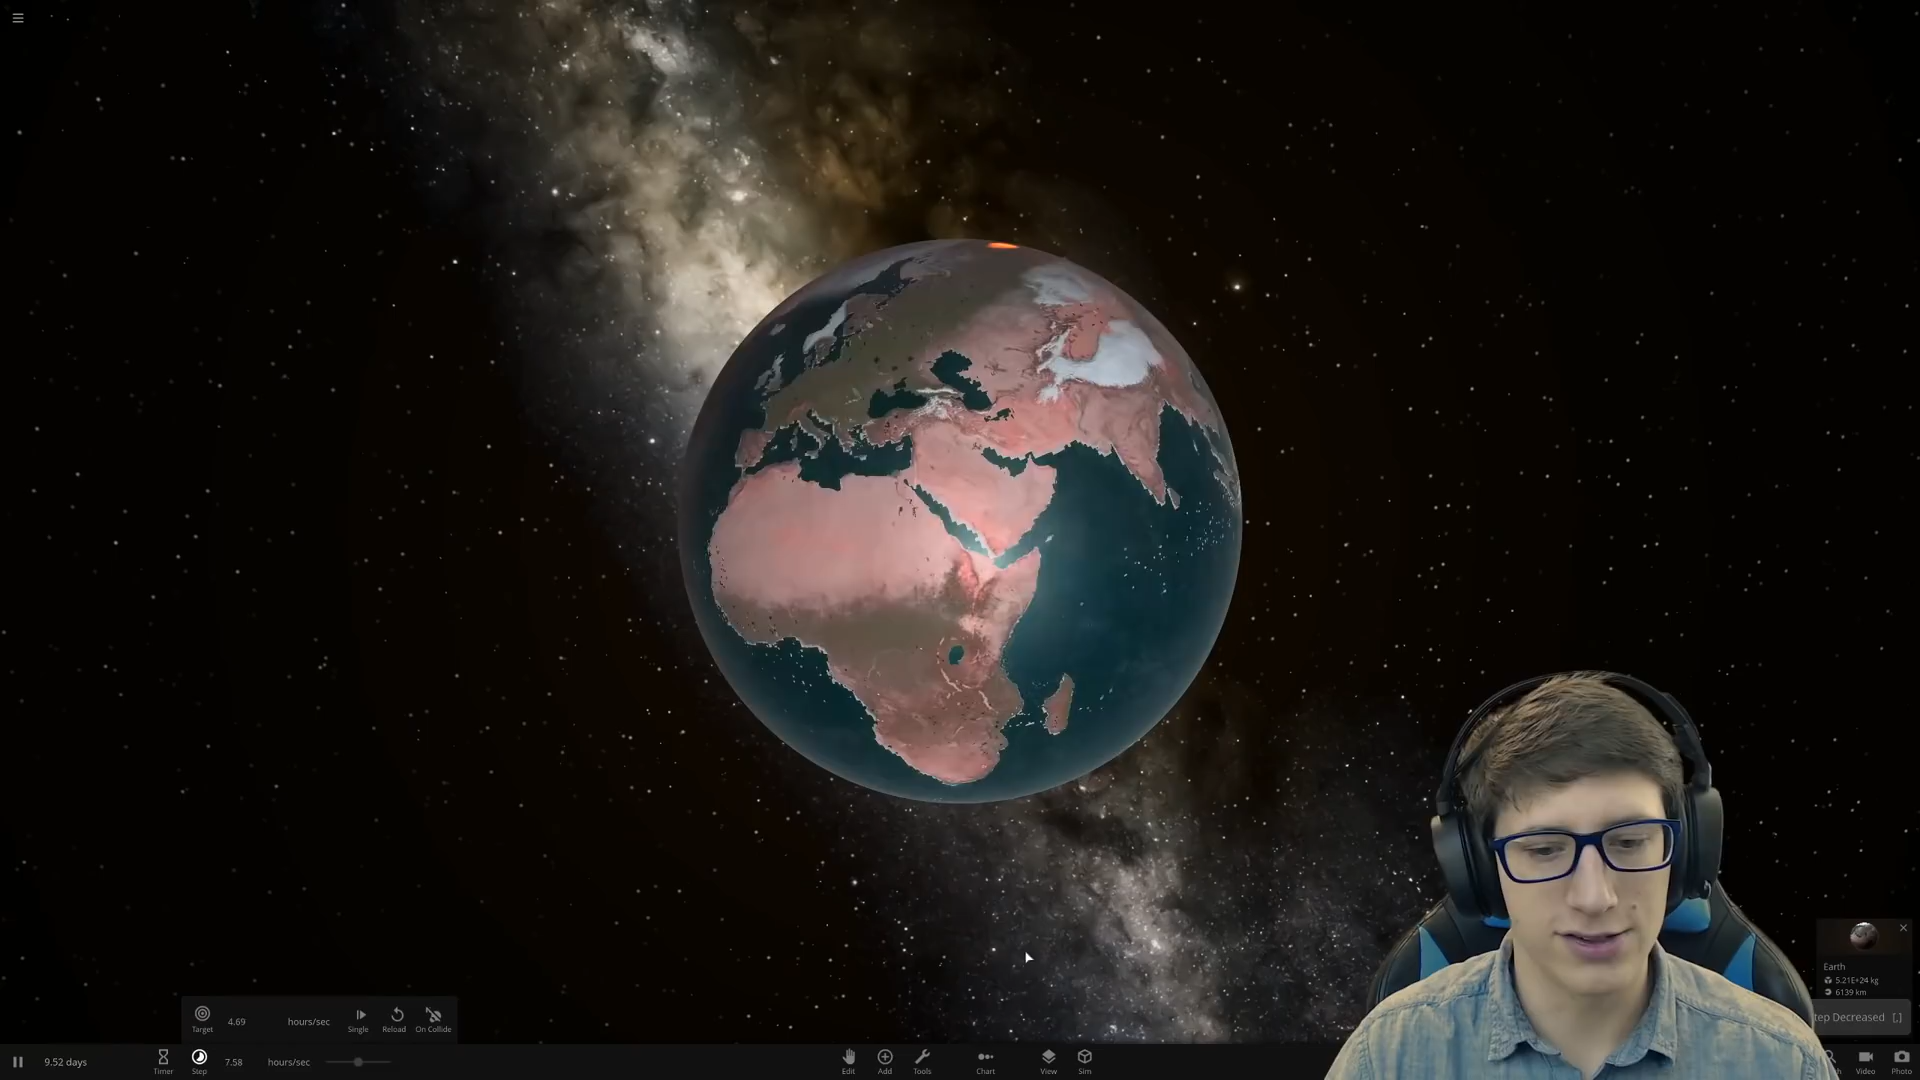 Earth
5.21E+24 kg
6139 km
tep Decreased [,]
Target
4.69
hours/sec
Single
Reload
On Collide
9.52 days
Timer
Step
7.58
hours/sec
Edit
Add
Tools
Chart
View
Sim
h
Video
Photo